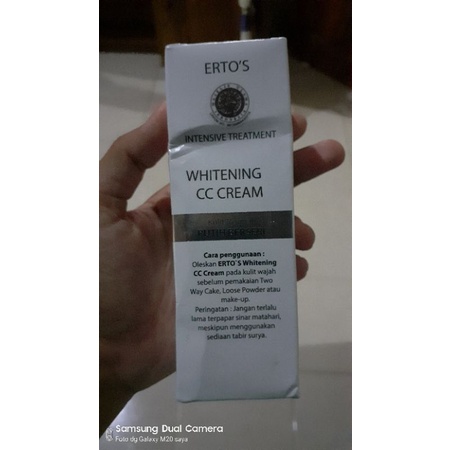 ERTO'S
INTENSIVE TREATMENT
WHITENING
CC CREAM
Cara penggunaan :
Oleskan ERTO`S Whitening
CC Cream pada kulit wajah
sebelum pemakaian Two
Way Cake, Loose Powder atau
make-up.
Peringatan : Jangan terlalu
lama terpapar sinar matahari,
meskipun menggunakan
sediaan tabir surya.
Samsung Dual Camera
Foto dg Galaxy M20 saya